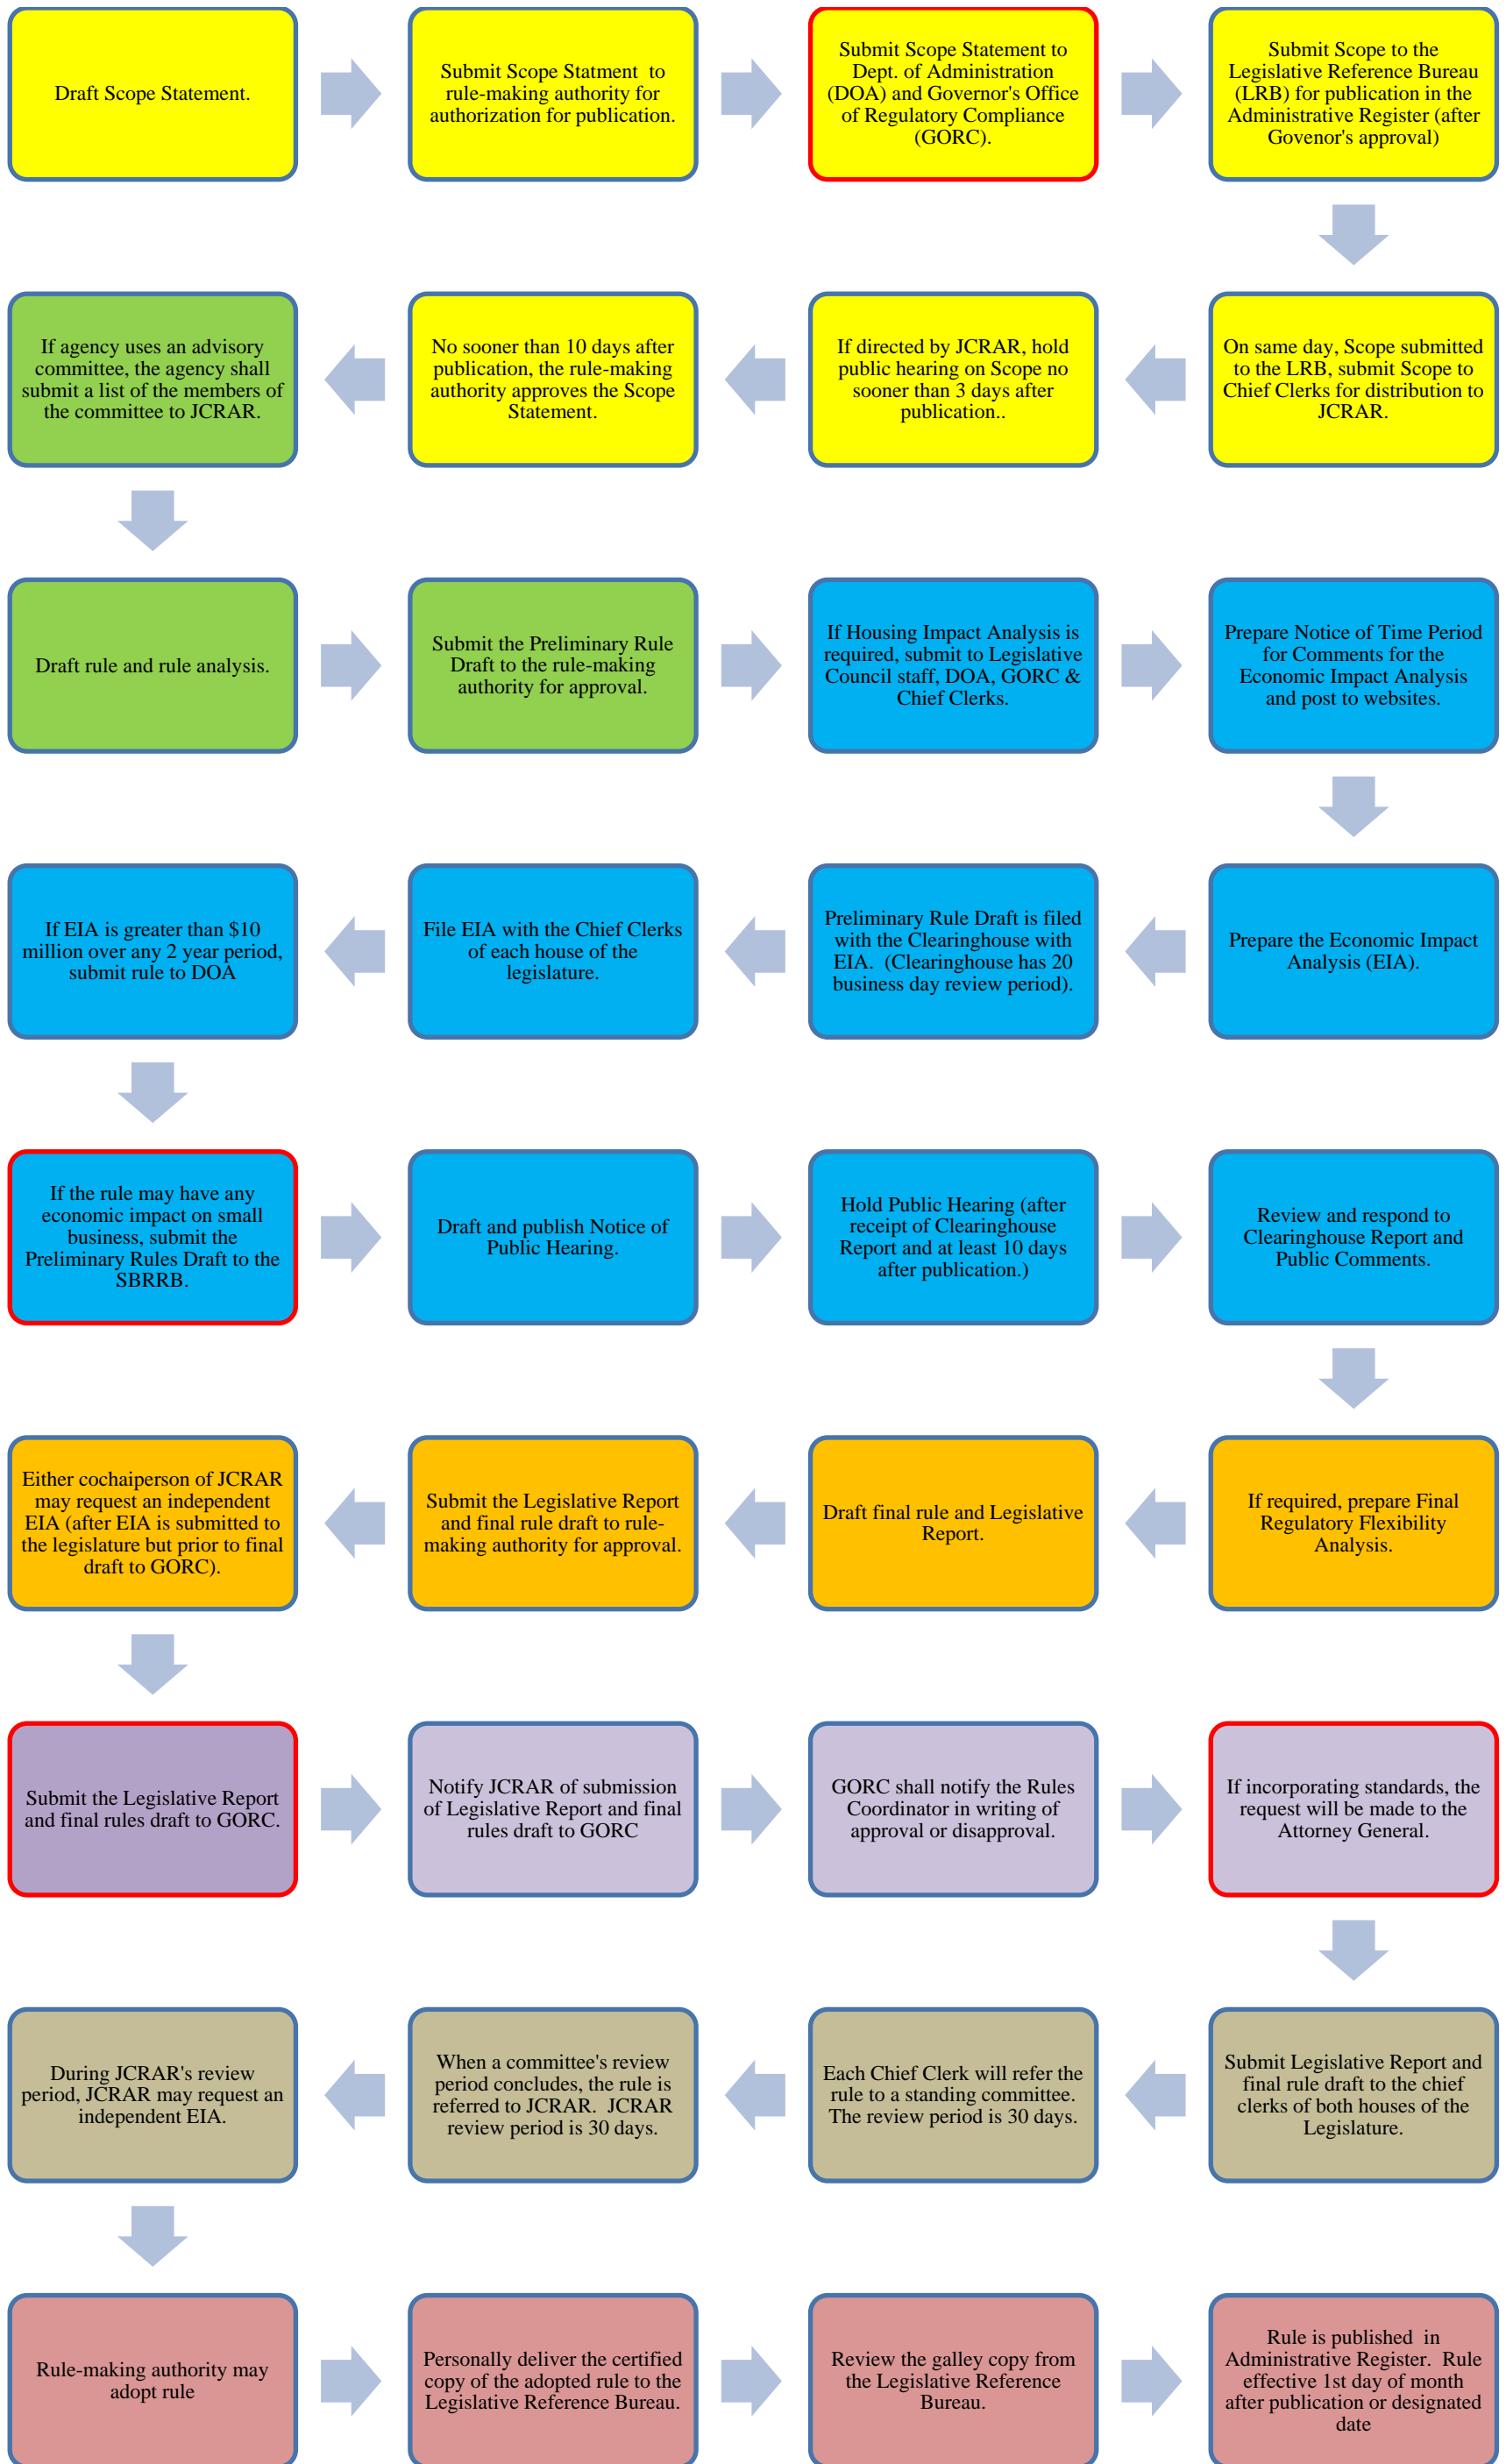 Draft Scope Statement.
Submit Scope Statment  to
rule-making authority for
authorization for publication.
Submit Scope Statement to
Dept. of Administration
(DOA) and Governor's Office
of Regulatory Compliance
(GORC).
Submit Scope to the
Legislative Reference Bureau
(LRB) for publication in the
Administrative Register (after
Govenor's approval)
On same day, Scope submitted
to the LRB, submit Scope to
Chief Clerks for distribution to
JCRAR.
If directed by JCRAR, hold
public hearing on Scope no
sooner than 3 days after
publication..
No sooner than 10 days after
publication, the rule-making
authority approves the Scope
Statement.
If agency uses an advisory
committee, the agency shall
submit a list of the members of
the committee to JCRAR.
Draft rule and rule analysis.
Submit the Preliminary Rule
Draft to the rule-making
authority for approval.
If Housing Impact Analysis is
required, submit to Legislative
Council staff, DOA, GORC &
Chief Clerks.
Prepare Notice of Time Period
for Comments for the
Economic Impact Analysis
and post to websites.
Prepare the Economic Impact
Analysis (EIA).
Preliminary Rule Draft is filed
with the Clearinghouse with
EIA.  (Clearinghouse has 20
business day review period).
File EIA with the Chief Clerks
of each house of the
legislature.
If EIA is greater than $10
million over any 2 year period,
submit rule to DOA
If the rule may have any
economic impact on small
business, submit the
Preliminary Rules Draft to the
SBRRB.
Draft and publish Notice of
Public Hearing.
Hold Public Hearing (after
receipt of Clearinghouse
Report and at least 10 days
after publication.)
Review and respond to
Clearinghouse Report and
Public Comments.
If required, prepare Final
Regulatory Flexibility
Analysis.
Draft final rule and Legislative
Report.
Submit the Legislative Report
and final rule draft to rule-
making authority for approval.
Either cochaiperson of JCRAR
may request an independent
EIA (after EIA is submitted to
the legislature but prior to final
draft to GORC).
Submit the Legislative Report
and final rules draft to GORC.
Notify JCRAR of submission
of Legislative Report and final
rules draft to GORC
GORC shall notify the Rules
Coordinator in writing of
approval or disapproval.
If incorporating standards, the
request will be made to the
Attorney General.
Submit Legislative Report and
final rule draft to the chief
clerks of both houses of the
Legislature.
Each Chief Clerk will refer the
rule to a standing committee.
The review period is 30 days.
When a committee's review
period concludes, the rule is
referred to JCRAR.  JCRAR
review period is 30 days.
During JCRAR's review
period, JCRAR may request an
independent EIA.
Rule-making authority may
adopt rule
Personally deliver the certified
copy of the adopted rule to the
Legislative Reference Bureau.
Review the galley copy from
the Legislative Reference
Bureau.
Rule is published  in
Administrative Register.  Rule
effective 1st day of month
after publication or designated
date